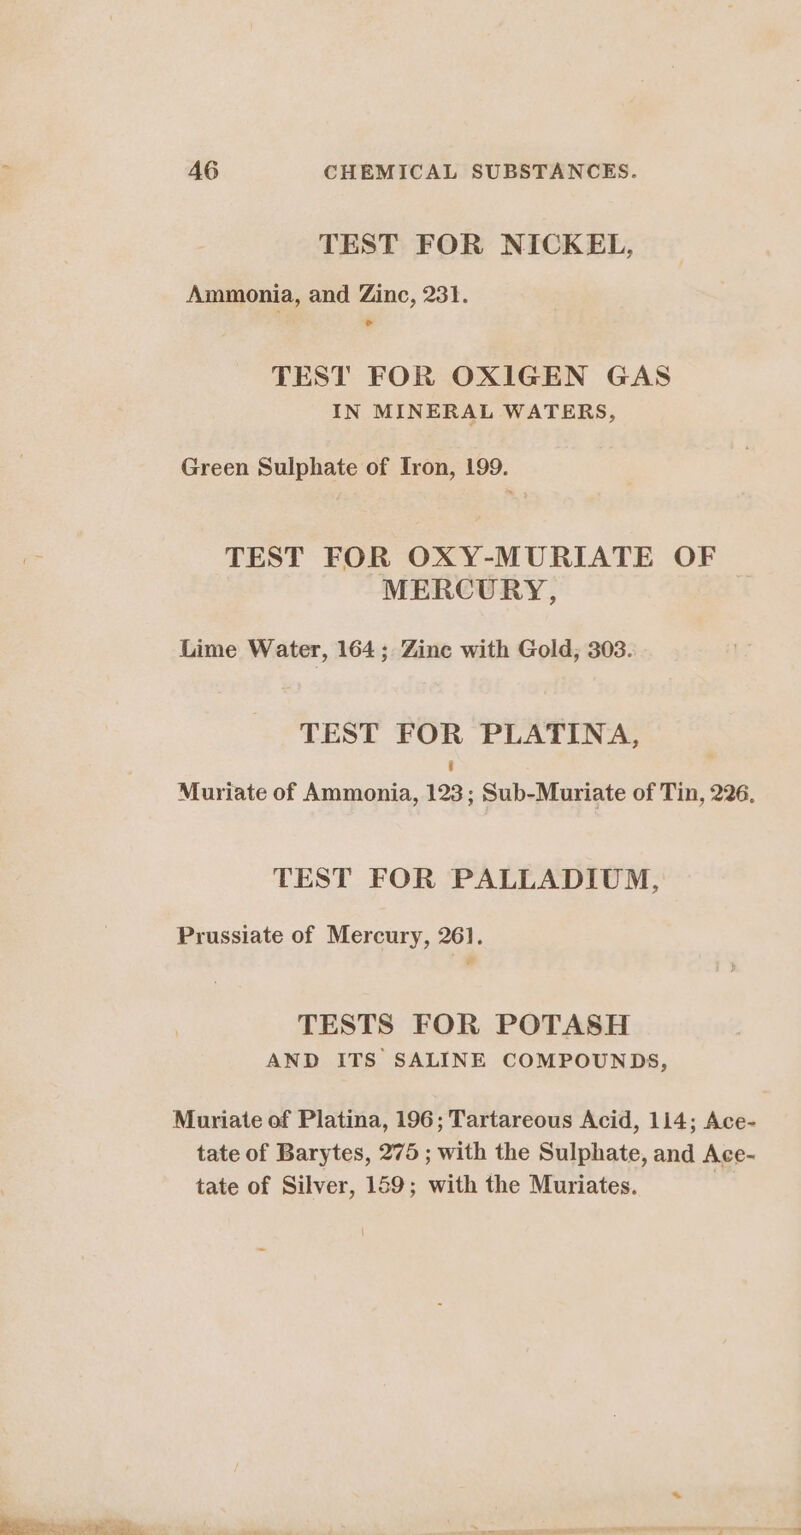 46 CHEMICAL SUBSTANCES.
TEST FOR NICKEL,
Ammonia, and Zinc, 231.
TEST FOR OXIGEN GAS
IN MINERAL WATERS,
Green Sulphate of Iron, 199.
TEST FOR OXY-MURIATE OF
MERCURY,
Lime Water, 164; Zinc with Gold, 303.
TEST FOR PLATINA,
Muriate of Ammonia, 123; Sub-Muriate of Tin, 226.
TEST FOR PALLADIUM,
Prussiate of Mercury, 261.
TESTS FOR POTASH
AND ITS SALINE COMPOUNDS,
Muriate of Platina, 196; Tartareous Acid, 114; Ace-
tate of Barytes, 275; with the Sulphate, and Ace-
tate of Silver, 159; with the Muriates.